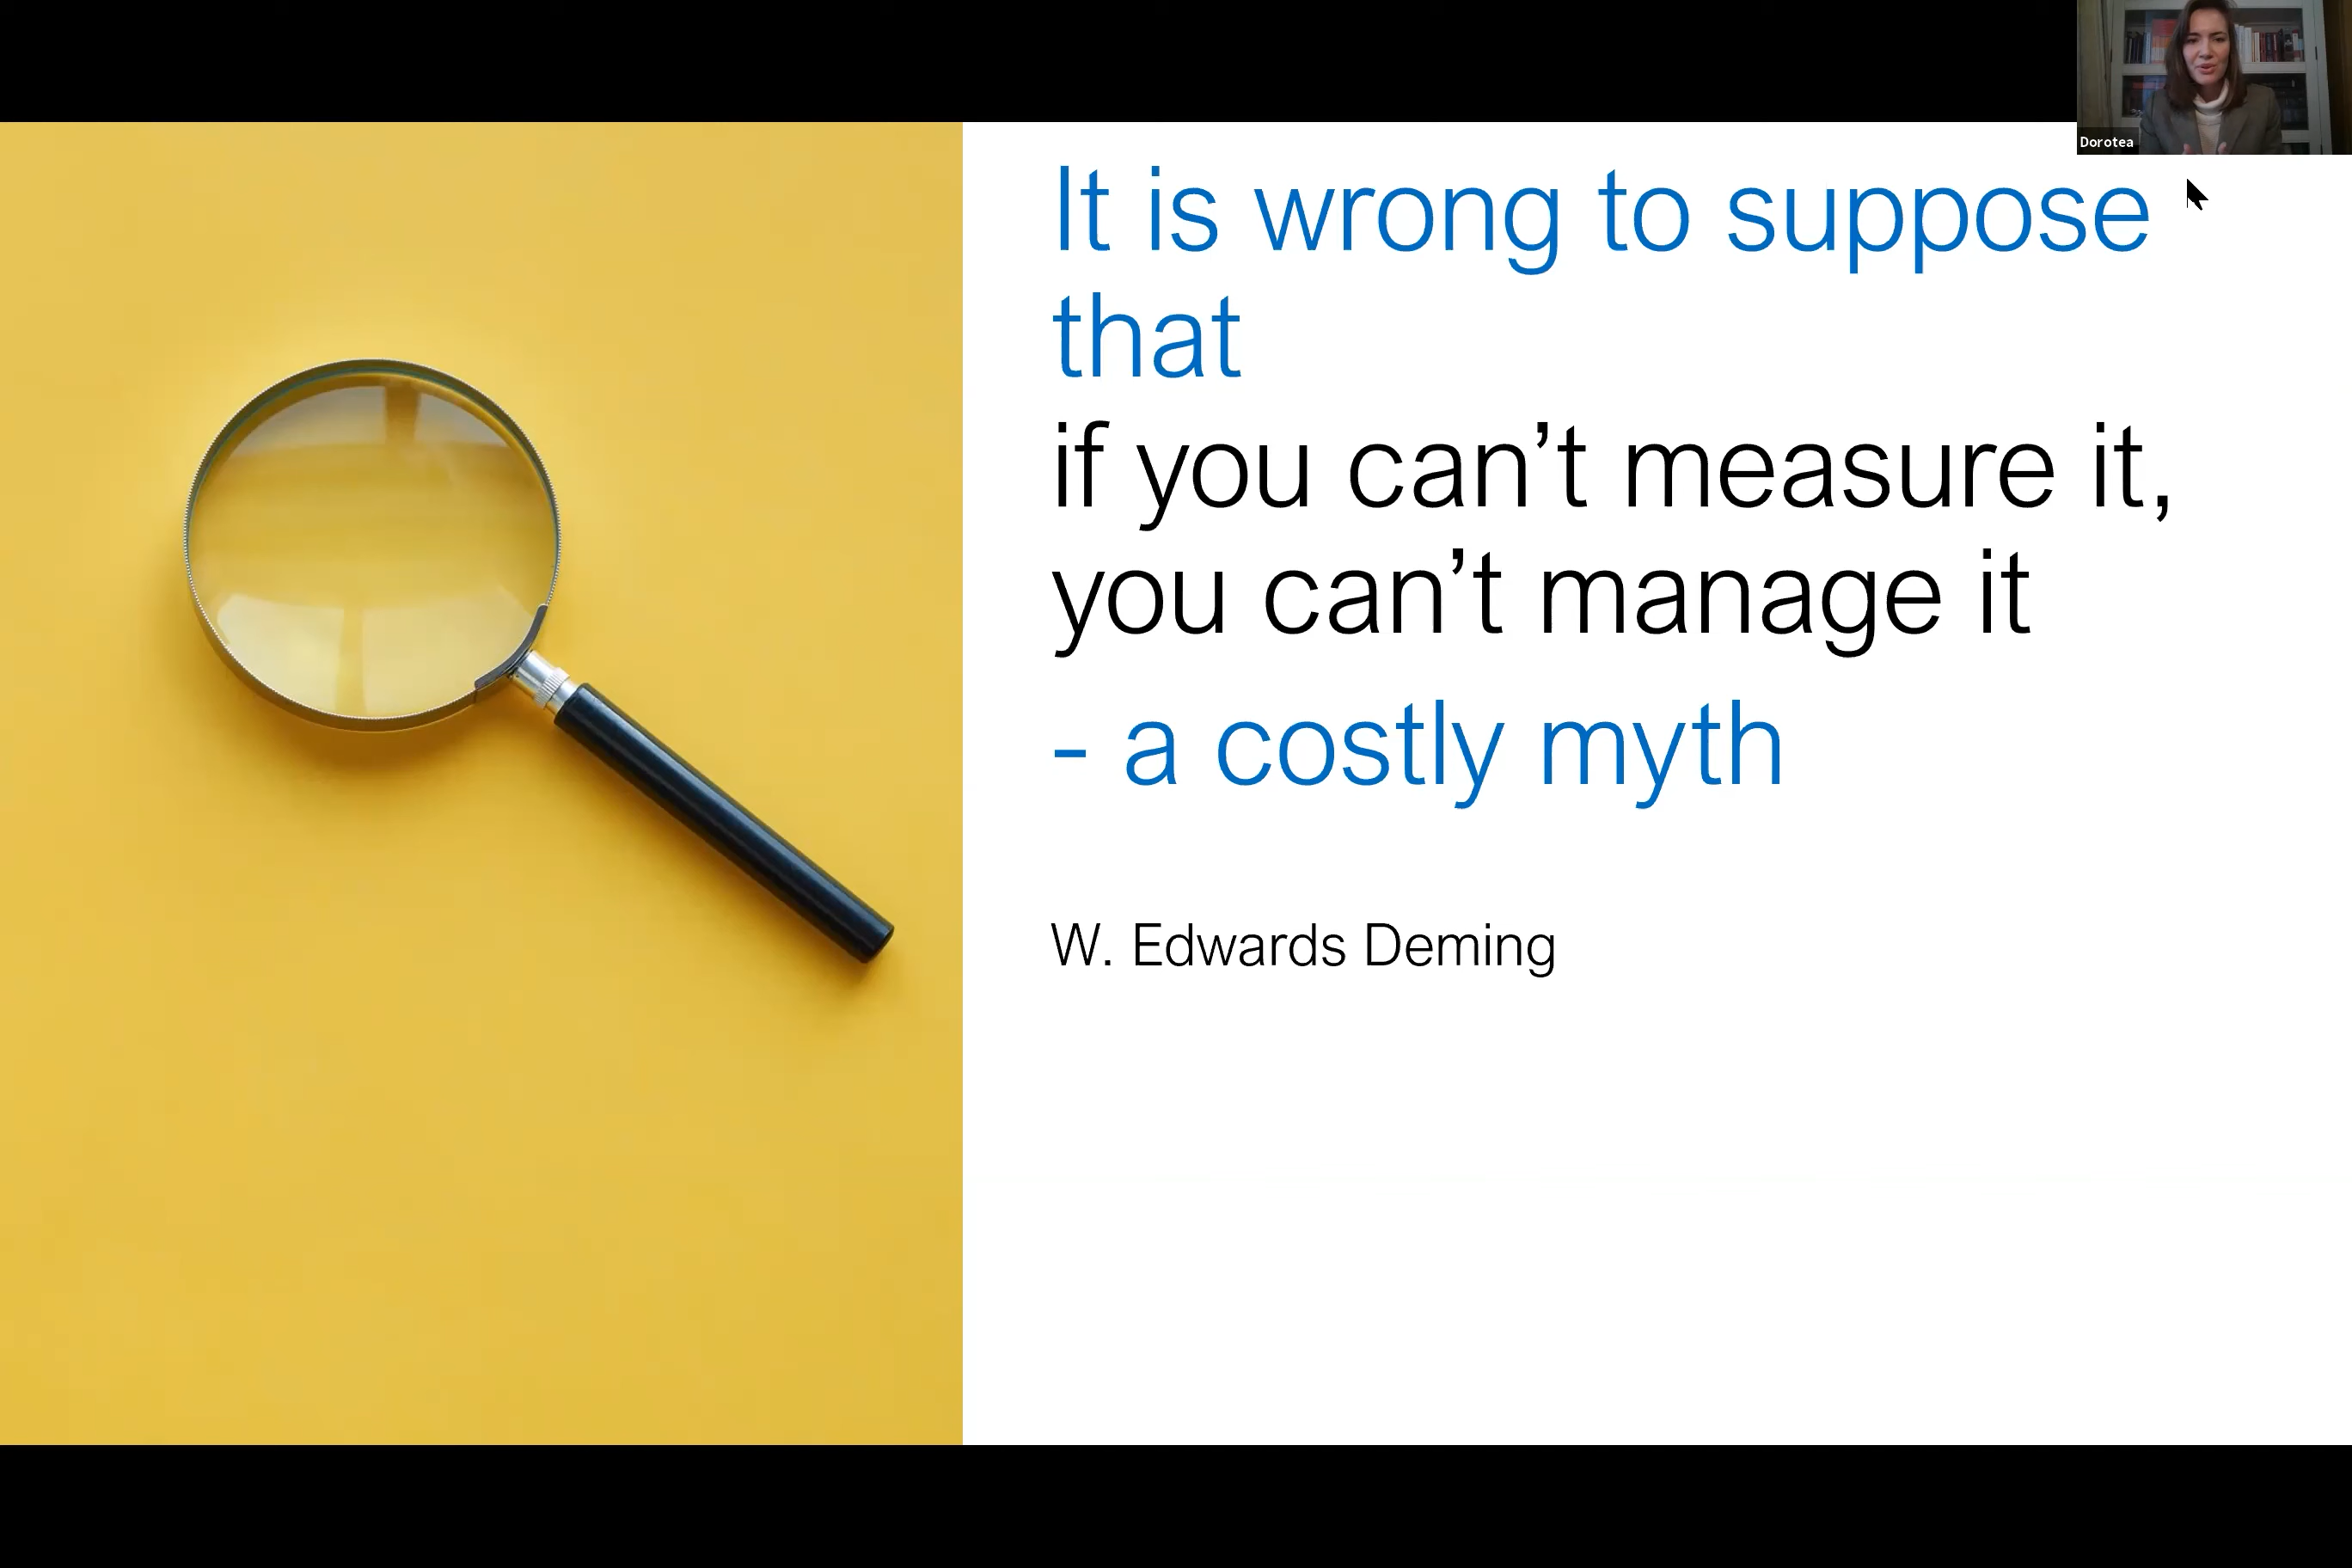 Dorotea
It is wrong to suppose
that
if you can’t measure it,
you can’t manage it
- a costly myth
W. Edwards Deming